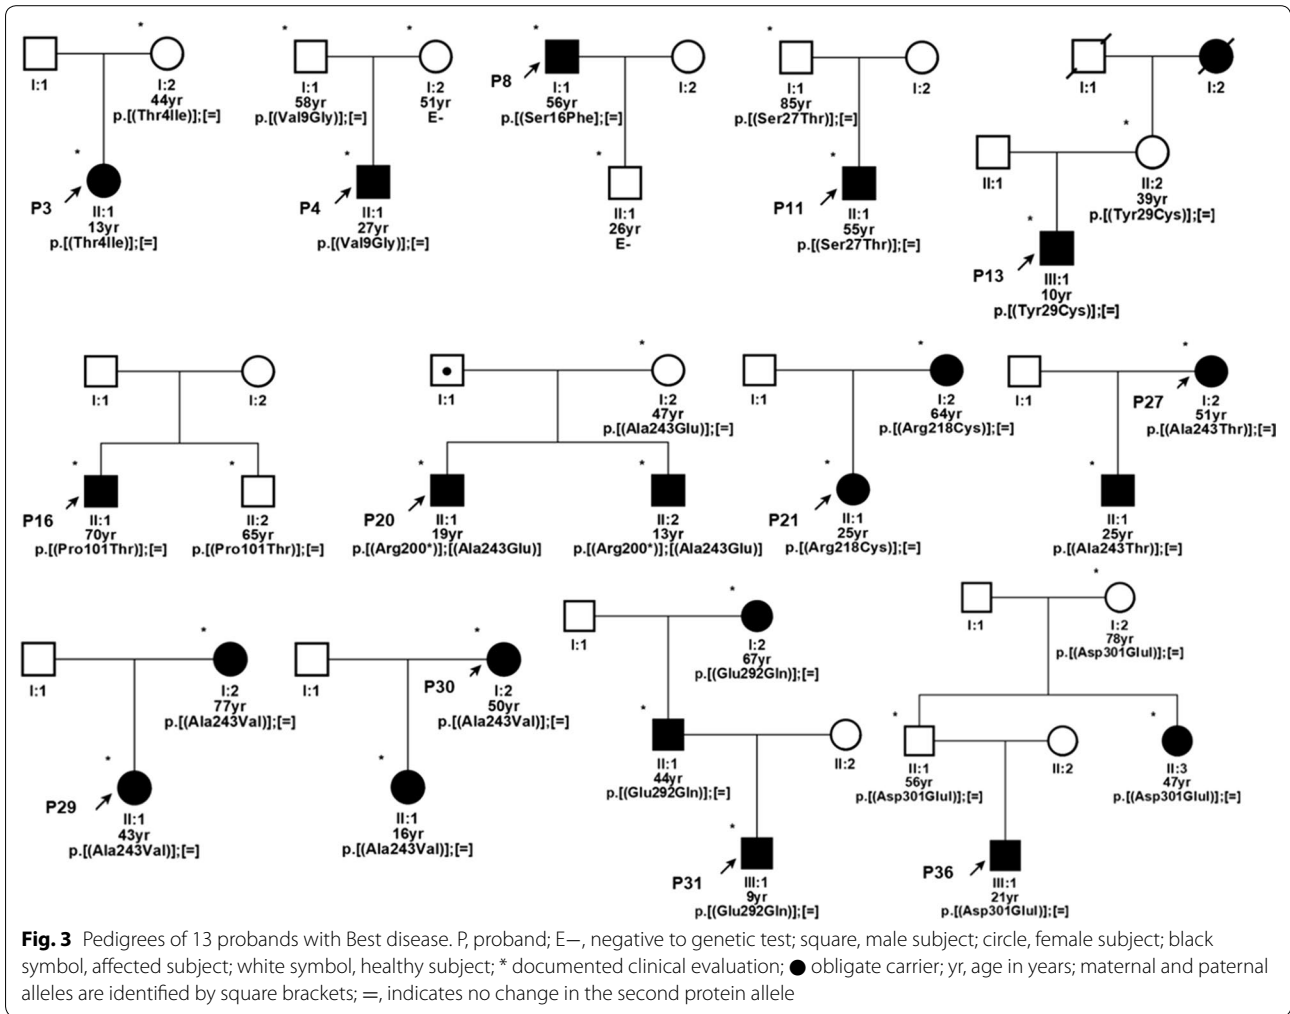 *
I:1
I:2
44yr
p.[(Thr4Ile)];[=]
*
P3
II:1
13yr
p.[(Thr4Ile)];[=]
*
*
I:1
58yr
p.[(Val9Gly)];[=]
I:2
51yr
E-
*
P4
II:1
27yr
p.[(Val9Gly)];[=]
*
P8
I:1
56yr
p.[(Ser16Phe];[=]
I:2
*
II:1
26yr
E-
*
I:1
85yr
p.[(Ser27Thr)];[=]
I:2
*
P11
II:1
55yr
p.[(Ser27Thr)];[=]
I:1
I:2
*
II:1
II:2
39yr
p.[(Tyr29Cys)];[=]
*
P13
III:1
10yr
p.[(Tyr29Cys)];[=]
I:1
I:2
*
*
P16
II:1
70yr
p.[(Pro101Thr)];[=]
II:2
65yr
p.[(Pro101Thr)];[=]
*
I:1
I:2
47yr
p.[(Ala243Glu)];[=]
*
*
P20
II:1
19yr
p.[(Arg200*)];[(Ala243Glu)]
II:2
13yr
p.[(Arg200*)];[(Ala243Glu)]
*
I:1
I:2
64yr
p.[(Arg218Cys)];[=]
*
P21
II:1
25yr
p.[(Arg218Cys)];[=]
*
I:1
P27
I:2
51yr
p.[(Ala243Thr)];[=]
*
II:1
25yr
p.[(Ala243Thr)];[=]
*
I:1
I:2
77yr
p.[(Ala243Val)];[=]
*
P29
II:1
43yr
p.[(Ala243Val)];[=]
*
I:1
P30
I:2
50yr
p.[(Ala243Val)];[=]
*
II:1
16yr
p.[(Ala243Val)];[=]
*
I:1
I:2
67yr
p.[(Glu292Gln)];[=]
*
II:1
44yr
p.[(Glu292Gln)];[=]
II:2
*
P31
III:1
9yr
p.[(Glu292Gln)];[=]
*
I:1
I:2
78yr
p.[(Asp301Glul)];[=]
*
*
II:1
56yr
p.[(Asp301Glul)];[=]
II:2
II:3
47yr
p.[(Asp301Glul)];[=]
P36
III:1
21yr
p.[(Asp301Glul)];[=]
Fig. 3 Pedigrees of 13 probands with Best disease. P, proband; E−, negative to genetic test; square, male subject; circle, female subject; black
symbol, affected subject; white symbol, healthy subject; * documented clinical evaluation; ● obligate carrier; yr, age in years; maternal and paternal
alleles are identified by square brackets; =, indicates no change in the second protein allele